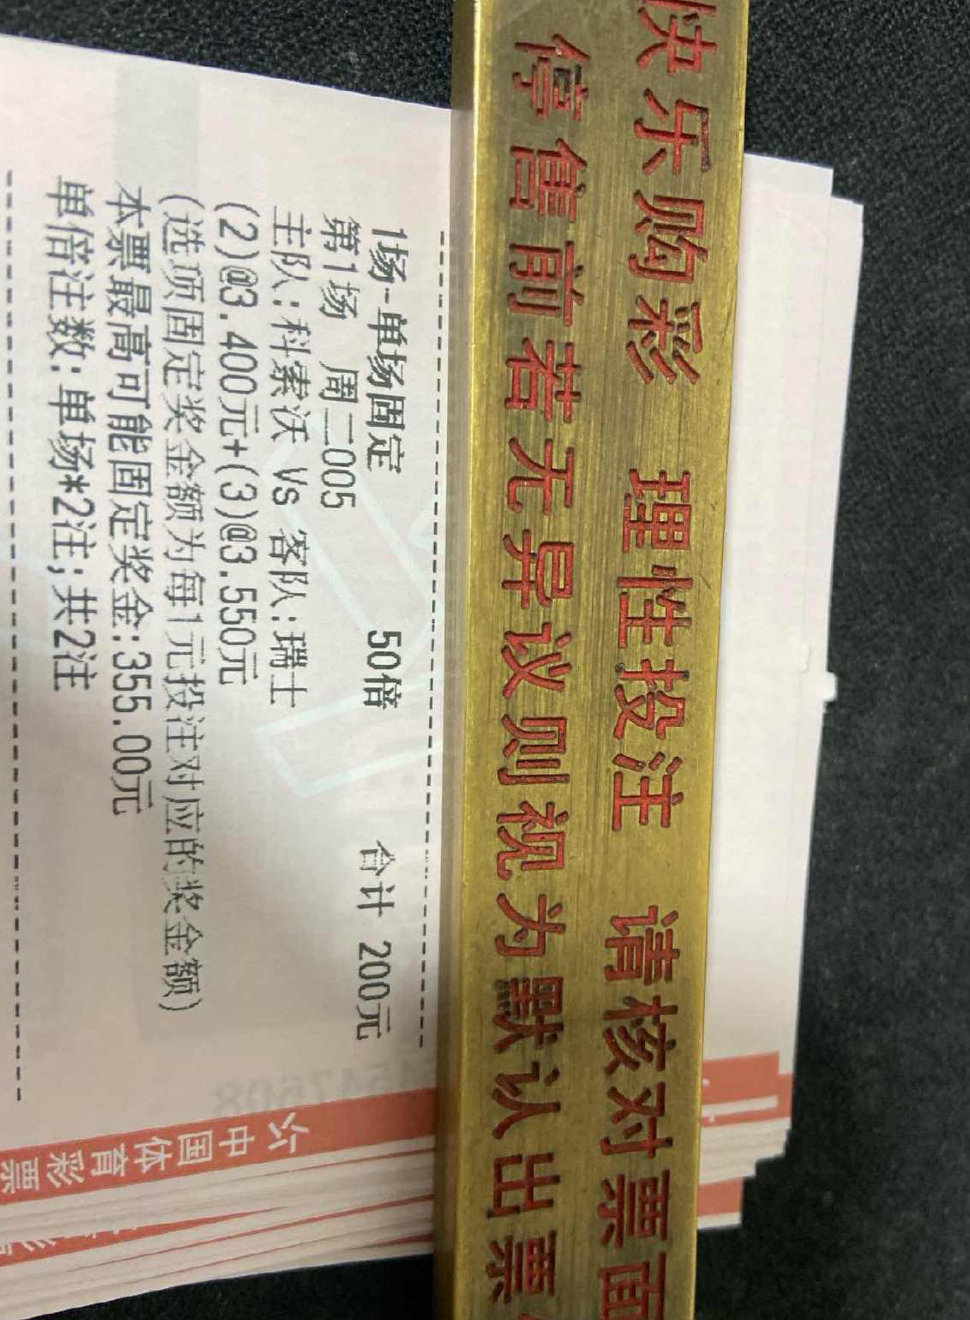 快乐购彩 理性投注 请核对票面
停售前若无异议则视为默认出票
1场-单场固定 50倍 合计 200元
第1场 周二005
主队:科索沃 Vs 客队:瑞士
(2)@3.400元+(3)@3.550元
(选项固定奖金额为每1元投注对应的奖金额)
本票最高可能固定奖金:355.00元
单倍注数:单场*2注;共2注
中国体育彩票